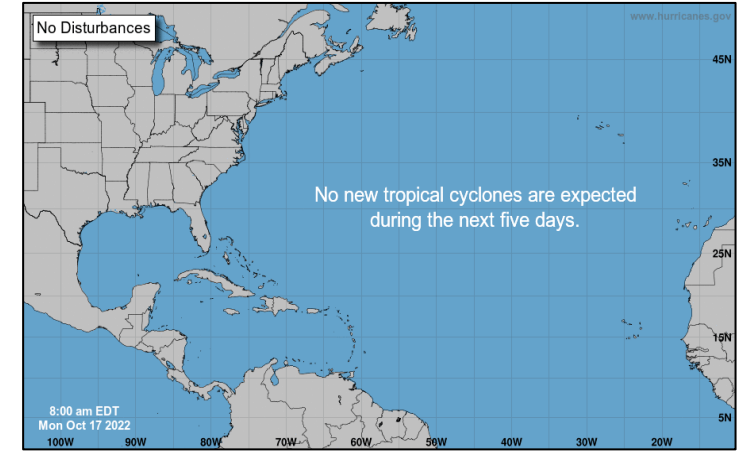 No Disturbances
www.hurricanes.gov
45N
35N
No new tropical cyclones are expected
during the next five days.
25N
15N
8:00 am EDT
Mon Oct 17 2022
5N
100W 90W 80W 70W 60W 50W 40W 30W 20W